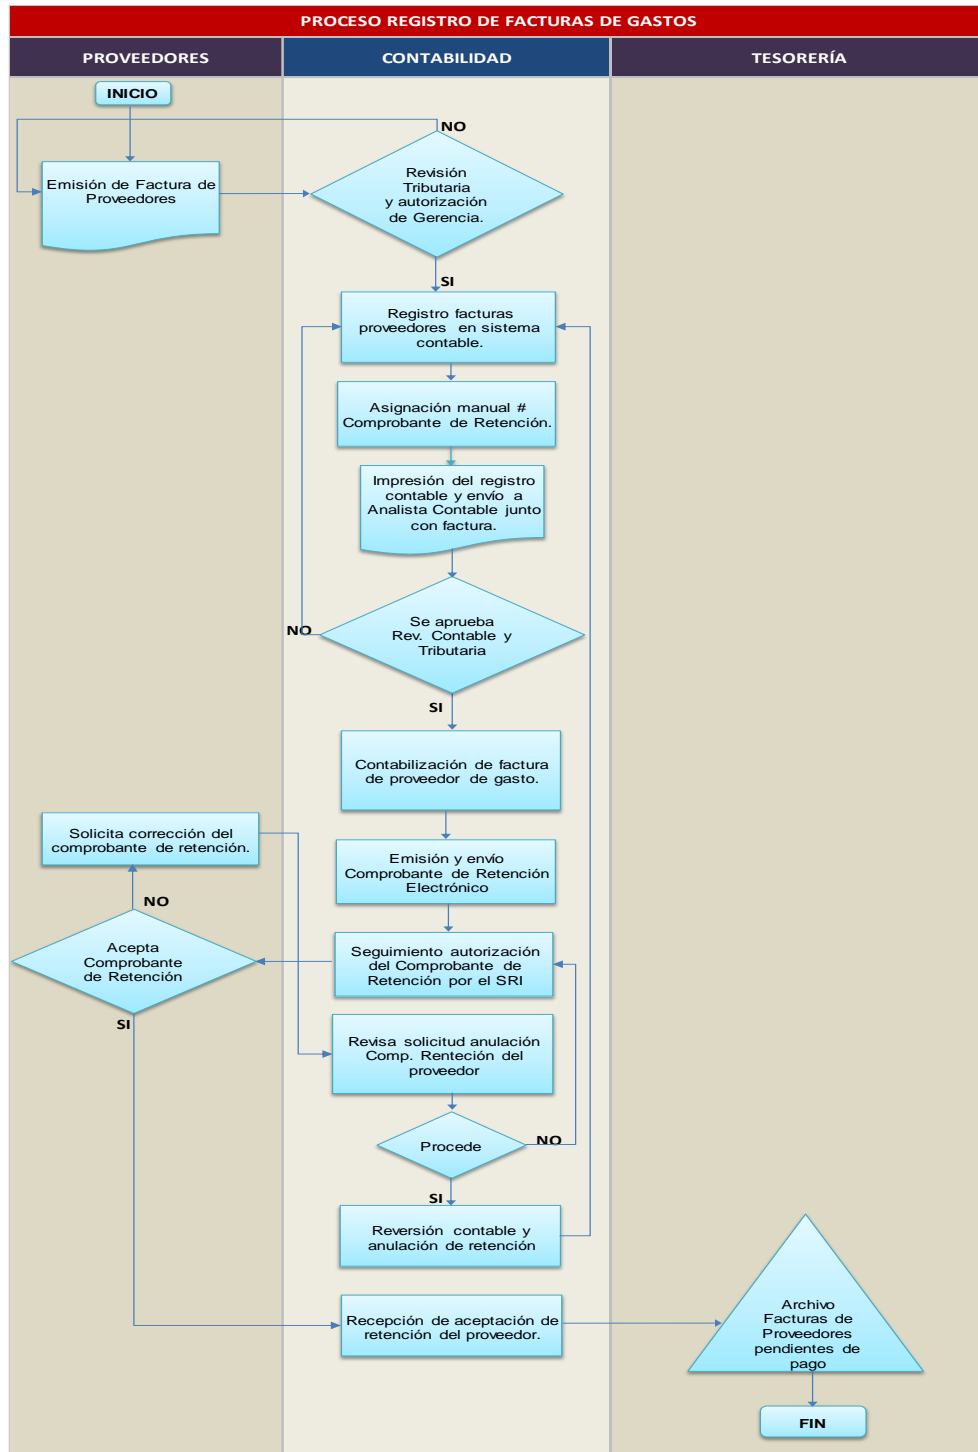 PROCESO REGISTRO DE FACTURAS DE GASTOS
PROVEEDORES
CONTABILIDAD
TESORERÍA
INICIO
NO
Emisión de Factura de
Proveedores
Revisión
Tributaria
y autorización
de Gerencia.
SI
Registro facturas
proveedores en sistema
contable.
Asignación manual #
Comprobante de Retención.
Impresión del registro
contable y envío a
Analista Contable junto
con factura.
NO
Se aprueba
Rev. Contable y
Tributaria
SI
Contabilización de factura
de proveedor de gasto.
Solicita corrección del
comprobante de retención.
Emisión y envío
Comprobante de Retención
Electrónico
NO
Acepta
Comprobante
de Retención
Seguimiento autorización
del Comprobante de
Retención por el SRI
SI
Revisa solicitud anulación
Comp. Renteción del
proveedor
Procede
NO
SI
Reversión contable y
anulación de retención
Recepción de aceptación de
retención del proveedor.
Archivo
Facturas de
Proveedores
pendientes de
pago
FIN